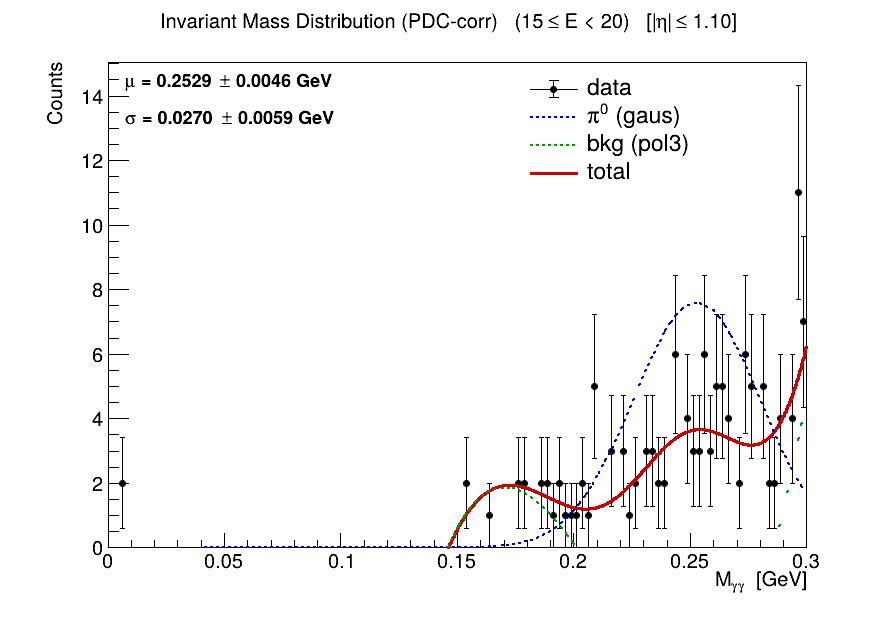 Invariant Mass Distribution (PDC-corr) (15 ≤ E < 20) [|η| ≤ 1.10]
Counts
μ = 0.2529 ± 0.0046 GeV
σ = 0.0270 ± 0.0059 GeV
data
π⁰ (gaus)
bkg (pol3)
total
14
12
10
8
6
4
2
0
0 0.05 0.1 0.15 0.2 0.25 0.3
Mγγ [GeV]